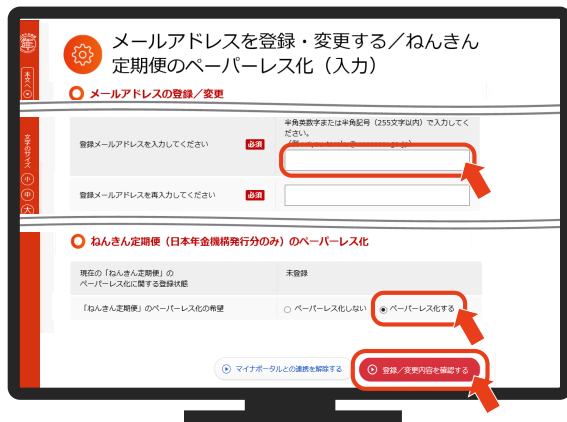 メールアドレスを登録・変更する／ねんきん
定期便のペーパーレス化（入力）
本文へ
メールアドレスの登録／変更
半角英数字または半角記号（255文字以内）で入力してく
ださい。
登録メールアドレスを入力してください 必須
文字のサイズ 小 中 大
登録メールアドレスを再入力してください 必須
ねんきん定期便（日本年金機構発行分のみ）のペーパーレス化
現在の「ねんきん定期便」の
ペーパーレス化に関する登録状態 未登録
「ねんきん定期便」のペーパーレス化の希望 ペーパーレス化しない ペーパーレス化する
マイナポータルとの連携を解除する 登録／変更内容を確認する